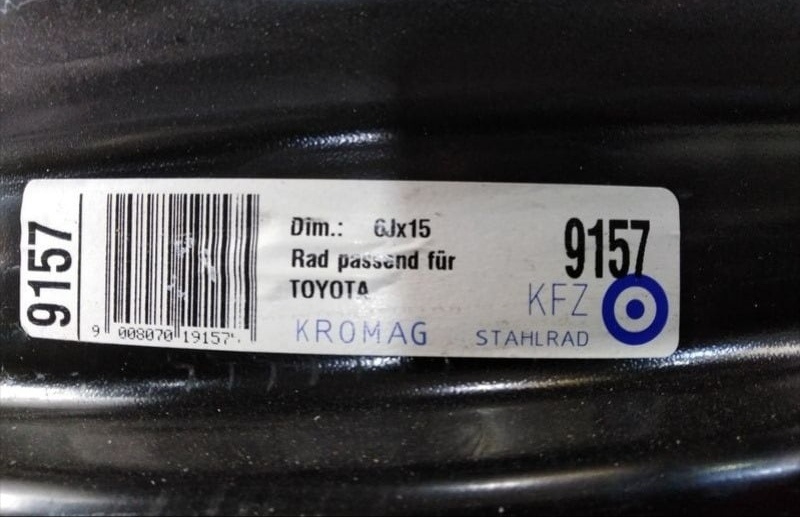 9157
9 008070 19157
Dim.: 6Jx15
Rad passend für
TOYOTA
KROMAG
9157
KFZ
STAHLRAD